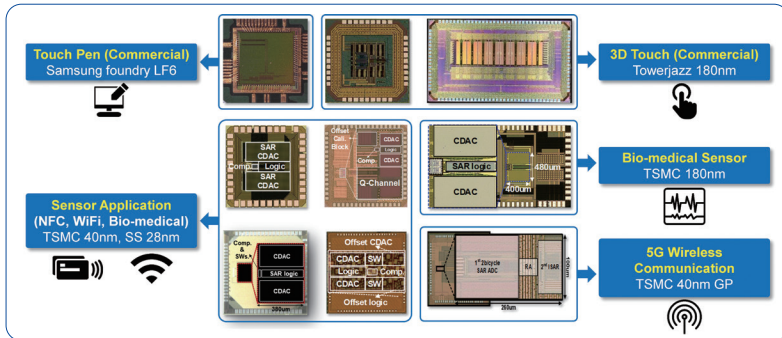 Touch Pen (Commercial)
Samsung foundry LF6
3D Touch (Commercial)
Towerjazz 180nm
SAR
CDAC
Comp.
Logic
SAR
CDAC
Offset
Cali.
Block
CDAC
Logic
Comp.
CDAC
Q-Channel
CDAC
SAR logic
CDAC
480um
400um
Bio-medical Sensor
TSMC 180nm
Sensor Application
(NFC, WiFi, Bio-medical)
TSMC 40nm, SS 28nm
Comp.
&
SWs.
CDAC
SAR logic
CDAC
380um
Offset CDAC
CDAC
SW
Logic
Comp.
CDAC
SW
Offset logic
1st 2b/cycle
SAR ADC
RA
2nd SAR
260um
5G Wireless
Communication
TSMC 40nm GP